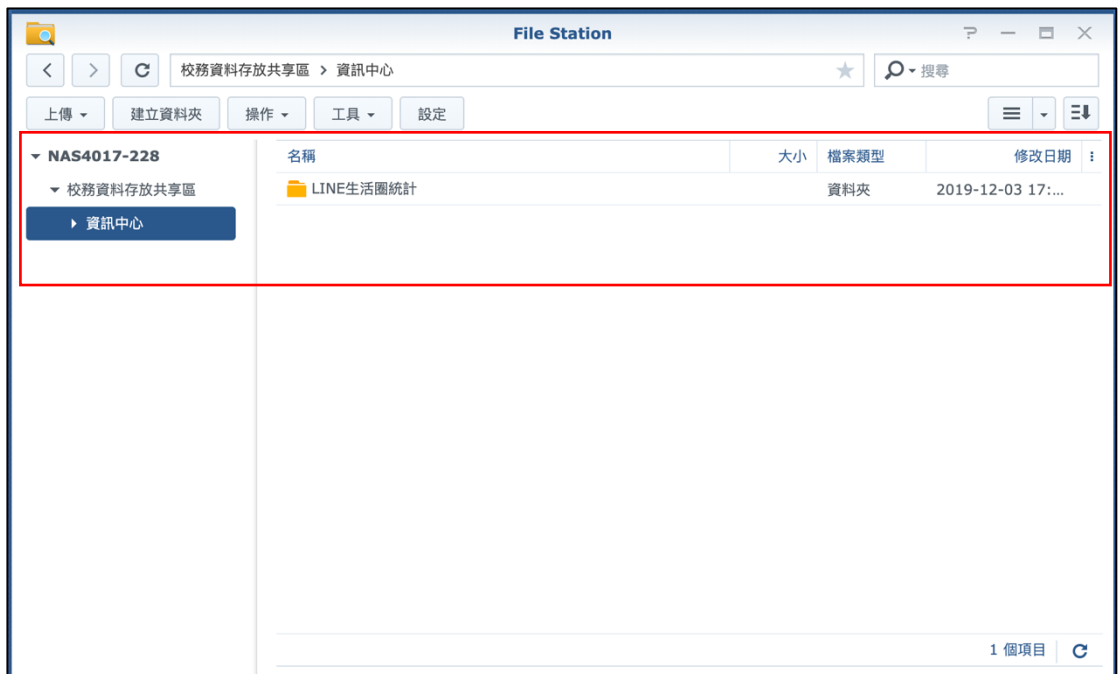 File Station
校務資料存放共享區 > 資訊中心
搜尋
上傳 建立資料夾 操作 工具 設定
NAS4017-228
校務資料存放共享區
資訊中心
名稱 大小 檔案類型 修改日期
LINE生活圈統計 資料夾 2019-12-03 17:...
1 個項目